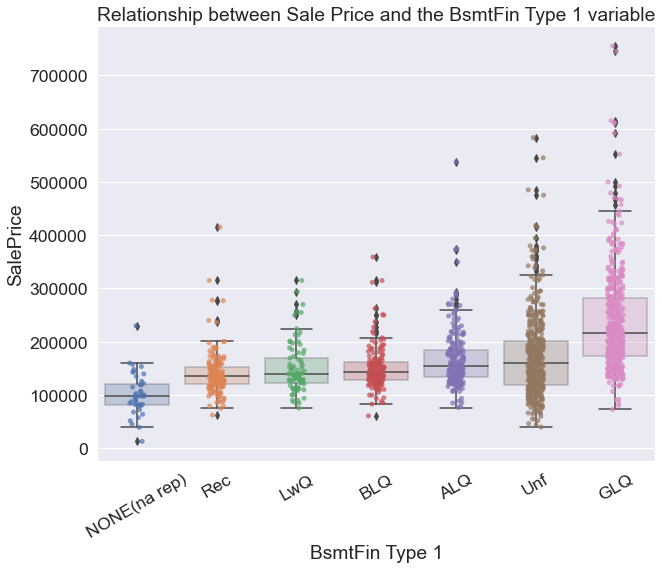 Relationship between Sale Price and the BsmtFin Type 1 variable
700000
600000
500000
400000
300000
200000
100000
0
SalePrice
NONE(na rep)
Rec
LwQ
BLQ
ALQ
Unf
GLQ
BsmtFin Type 1